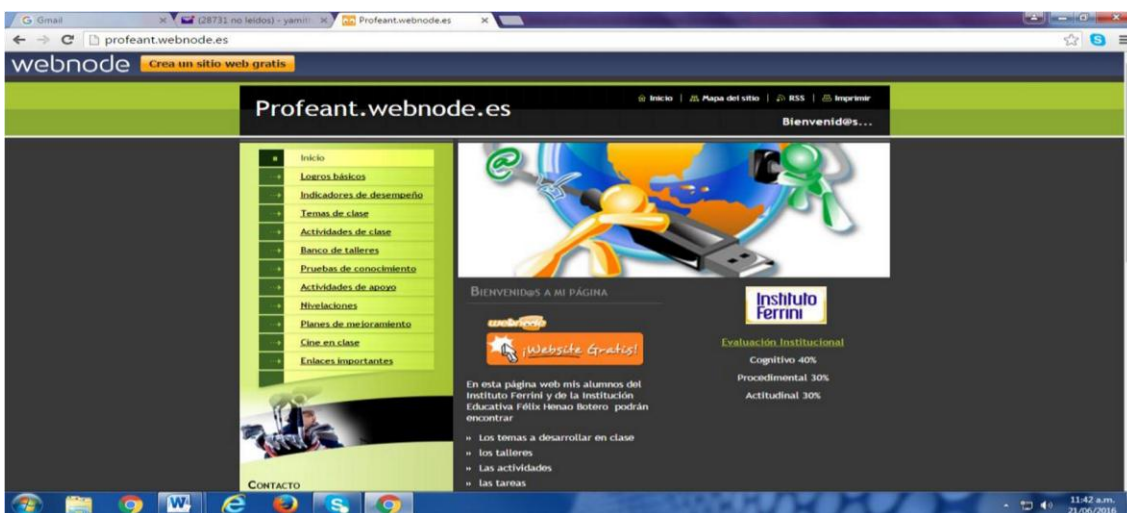 Gmail
(28731 no leídos) - yamit
Profeant.webnode.es
profeant.webnode.es
webnode Crea un sitio web gratis
Profeant.webnode.es
Inicio | Mapa del sitio | RSS | Imprimir
Bienvenid@s...
Inicio
Logros básicos
Indicadores de desempeño
Temas de clase
Actividades de clase
Banco de talleres
Pruebas de conocimiento
Actividades de apoyo
Nivelaciones
Planes de mejoramiento
Cine en clase
Enlaces importantes
CONTACTO
@
BIENVENID@S A MI PÁGINA
webnode
¡Website Gratis!
En esta página web mis alumnos del
Instituto Ferrini y de la Institución
Educativa Félix Henao Botero podrán
encontrar
» Los temas a desarrollar en clase
» los talleres
» Las actividades
» las tareas
Instituto
Ferrini
Evaluación Institucional
Cognitivo 40%
Procedimental 30%
Actitudinal 30%
11:42 a.m.
21/06/2016